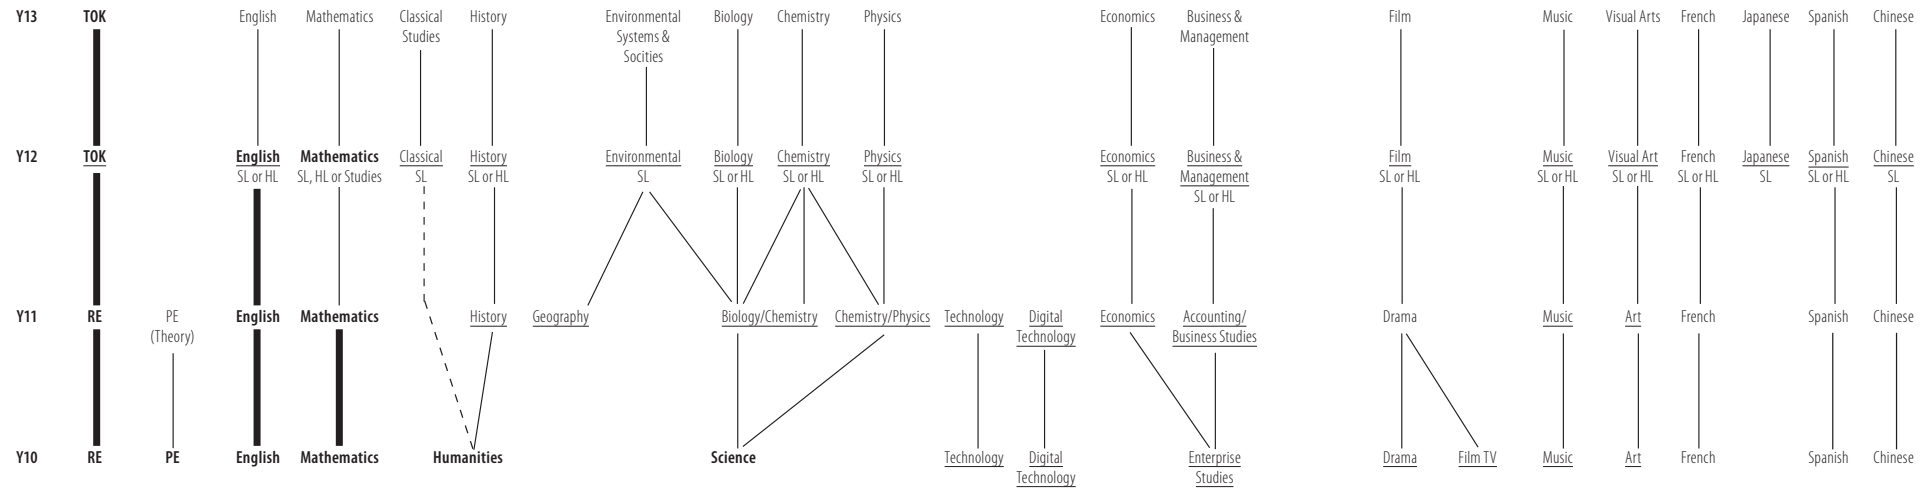 Y13 TOK English Mathematics Classical History Environmental Biology Chemistry Physics Economics Business & Film Music Visual Arts French Japanese Spanish Chinese
Studies Systems & Management
Socities
Y12 TOK English Mathematics Classical History Environmental Biology Chemistry Physics Economics Business & Film Music Visual Art French Japanese Spanish Chinese
SL or HL SL, HL or Studies SL SL or HL SL SL or HL SL or HL SL or HL SL or HL Management SL or HL SL or HL SL or HL SL or HL SL SL or HL SL
SL or HL
Y11 RE PE English Mathematics History Geography Biology/Chemistry Chemistry/Physics Technology Digital Economics Accounting/ Drama Music Art French Spanish Chinese
(Theory) Technology Business Studies
Y10 RE PE English Mathematics Humanities Science Technology Digital Enterprise Drama Film TV Music Art French Spanish Chinese
Technology Studies